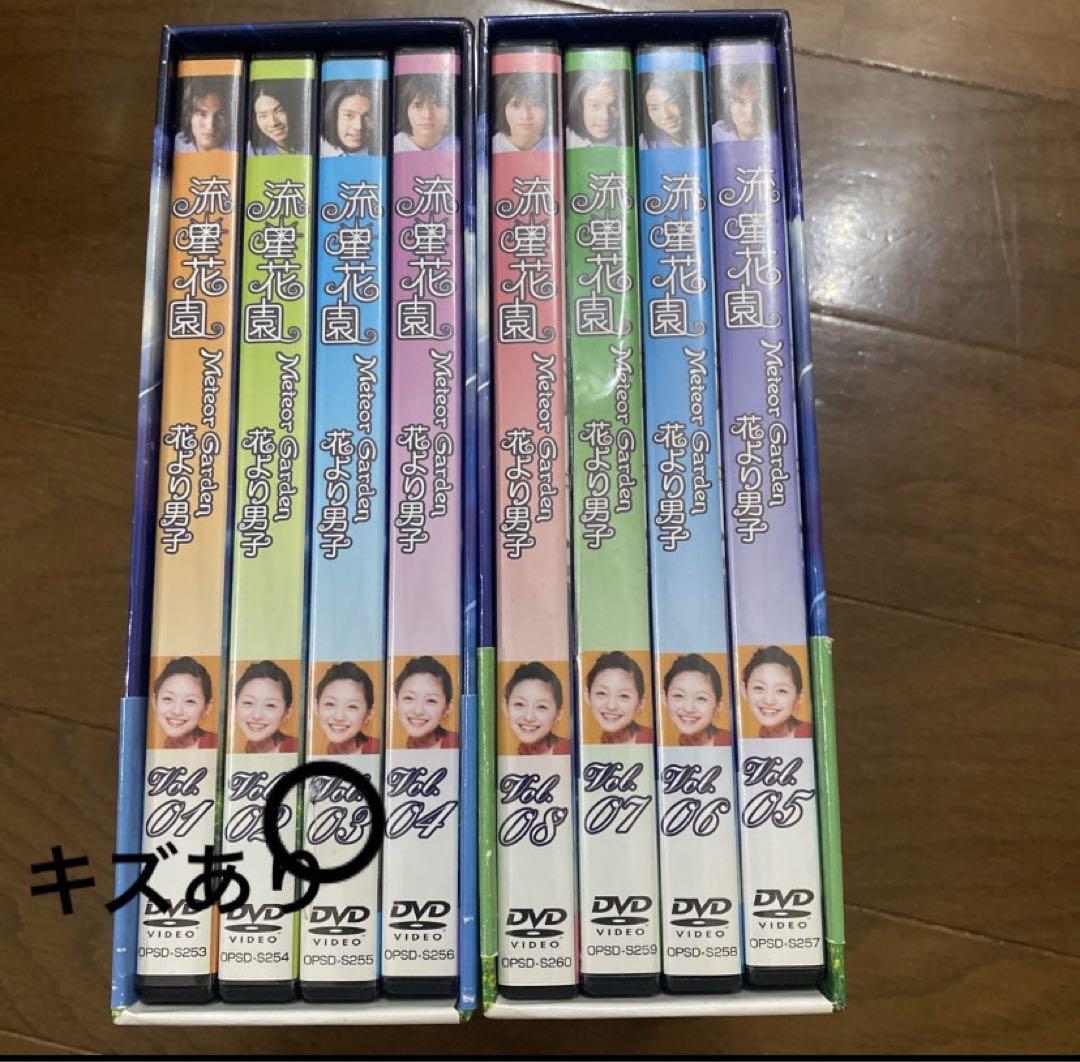 流星花園
Meteor Garden
花より男子
Vol.
01
DVD
VIDEO
OPSD-S253
流星花園
Meteor Garden
花より男子
Vol.
02
DVD
VIDEO
OPSD-S254
流星花園
Meteor Garden
花より男子
Vol.
03
DVD
VIDEO
OPSD-S255
流星花園
Meteor Garden
花より男子
Vol.
04
DVD
VIDEO
OPSD-S256
流星花園
Meteor Garden
花より男子
Vol.
08
DVD
VIDEO
OPSD-S260
流星花園
Meteor Garden
花より男子
Vol.
07
DVD
VIDEO
OPSD-S259
流星花園
Meteor Garden
花より男子
Vol.
06
DVD
VIDEO
OPSD-S258
流星花園
Meteor Garden
花より男子
Vol.
05
DVD
VIDEO
OPSD-S257
キズあり